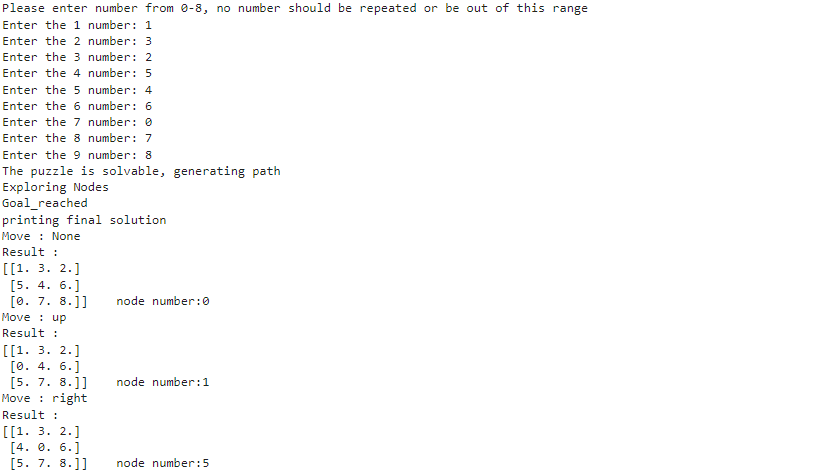 Please enter number from 0-8, no number should be repeated or be out of this range
Enter the 1 number: 1
Enter the 2 number: 3
Enter the 3 number: 2
Enter the 4 number: 5
Enter the 5 number: 4
Enter the 6 number: 6
Enter the 7 number: 0
Enter the 8 number: 7
Enter the 9 number: 8
The puzzle is solvable, generating path
Exploring Nodes
Goal_reached
printing final solution
Move : None
Result :
[[1. 3. 2.]
 [5. 4. 6.]
 [0. 7. 8.]]    node number:0
Move : up
Result :
[[1. 3. 2.]
 [0. 4. 6.]
 [5. 7. 8.]]    node number:1
Move : right
Result :
[[1. 3. 2.]
 [4. 0. 6.]
 [5. 7. 8.]]    node number:5